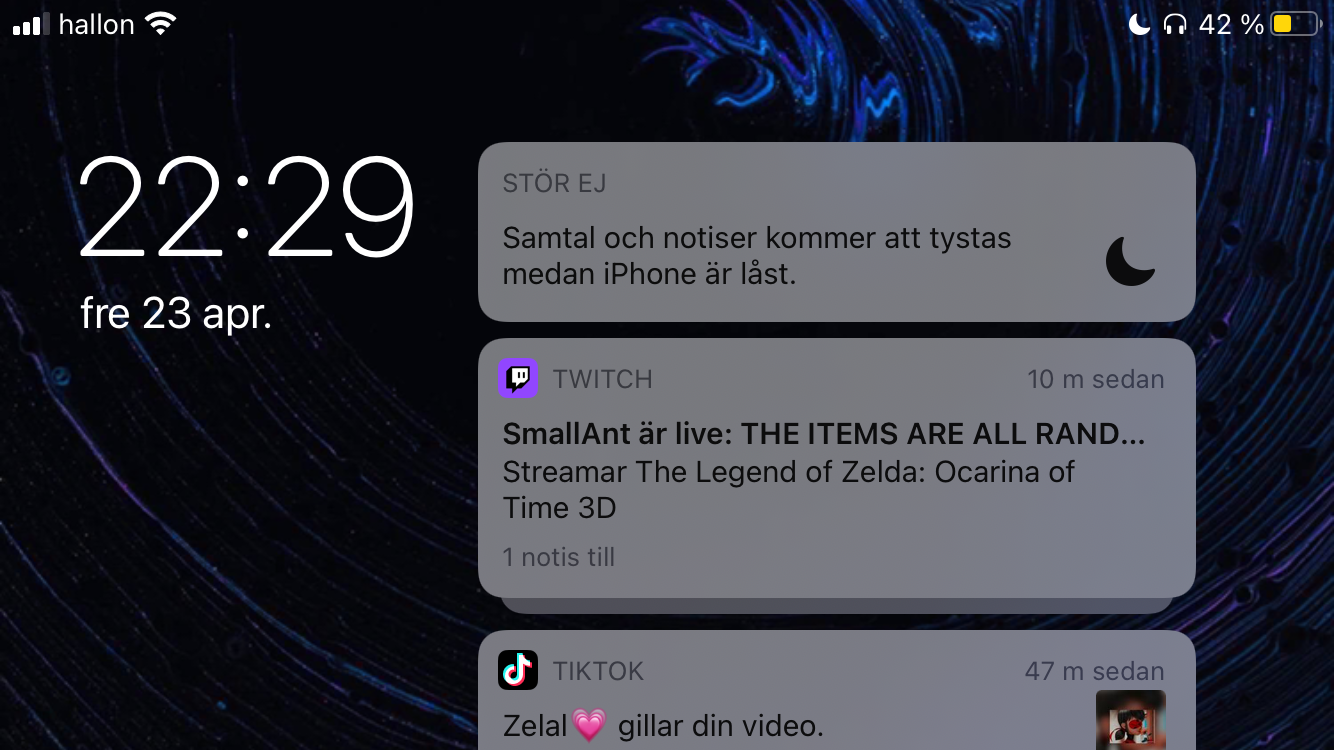 hallon
42 %
22:29
fre 23 apr.
STÖR EJ
Samtal och notiser kommer att tystas
medan iPhone är låst.
TWITCH
10 m sedan
SmallAnt är live: THE ITEMS ARE ALL RAND...
Streamar The Legend of Zelda: Ocarina of
Time 3D
1 notis till
TIKTOK
47 m sedan
Zelal💗 gillar din video.